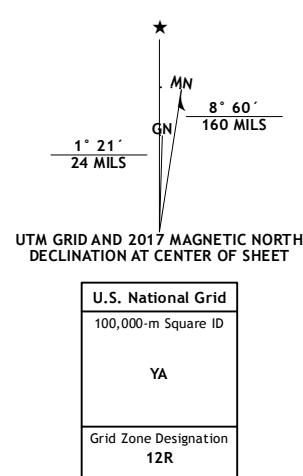 ★
MN
8° 60´
160 MILS
GN
1° 21´
24 MILS
UTM GRID AND 2017 MAGNETIC NORTH
DECLINATION AT CENTER OF SHEET
U.S. National Grid
100,000-m Square ID
YA
Grid Zone Designation
12R